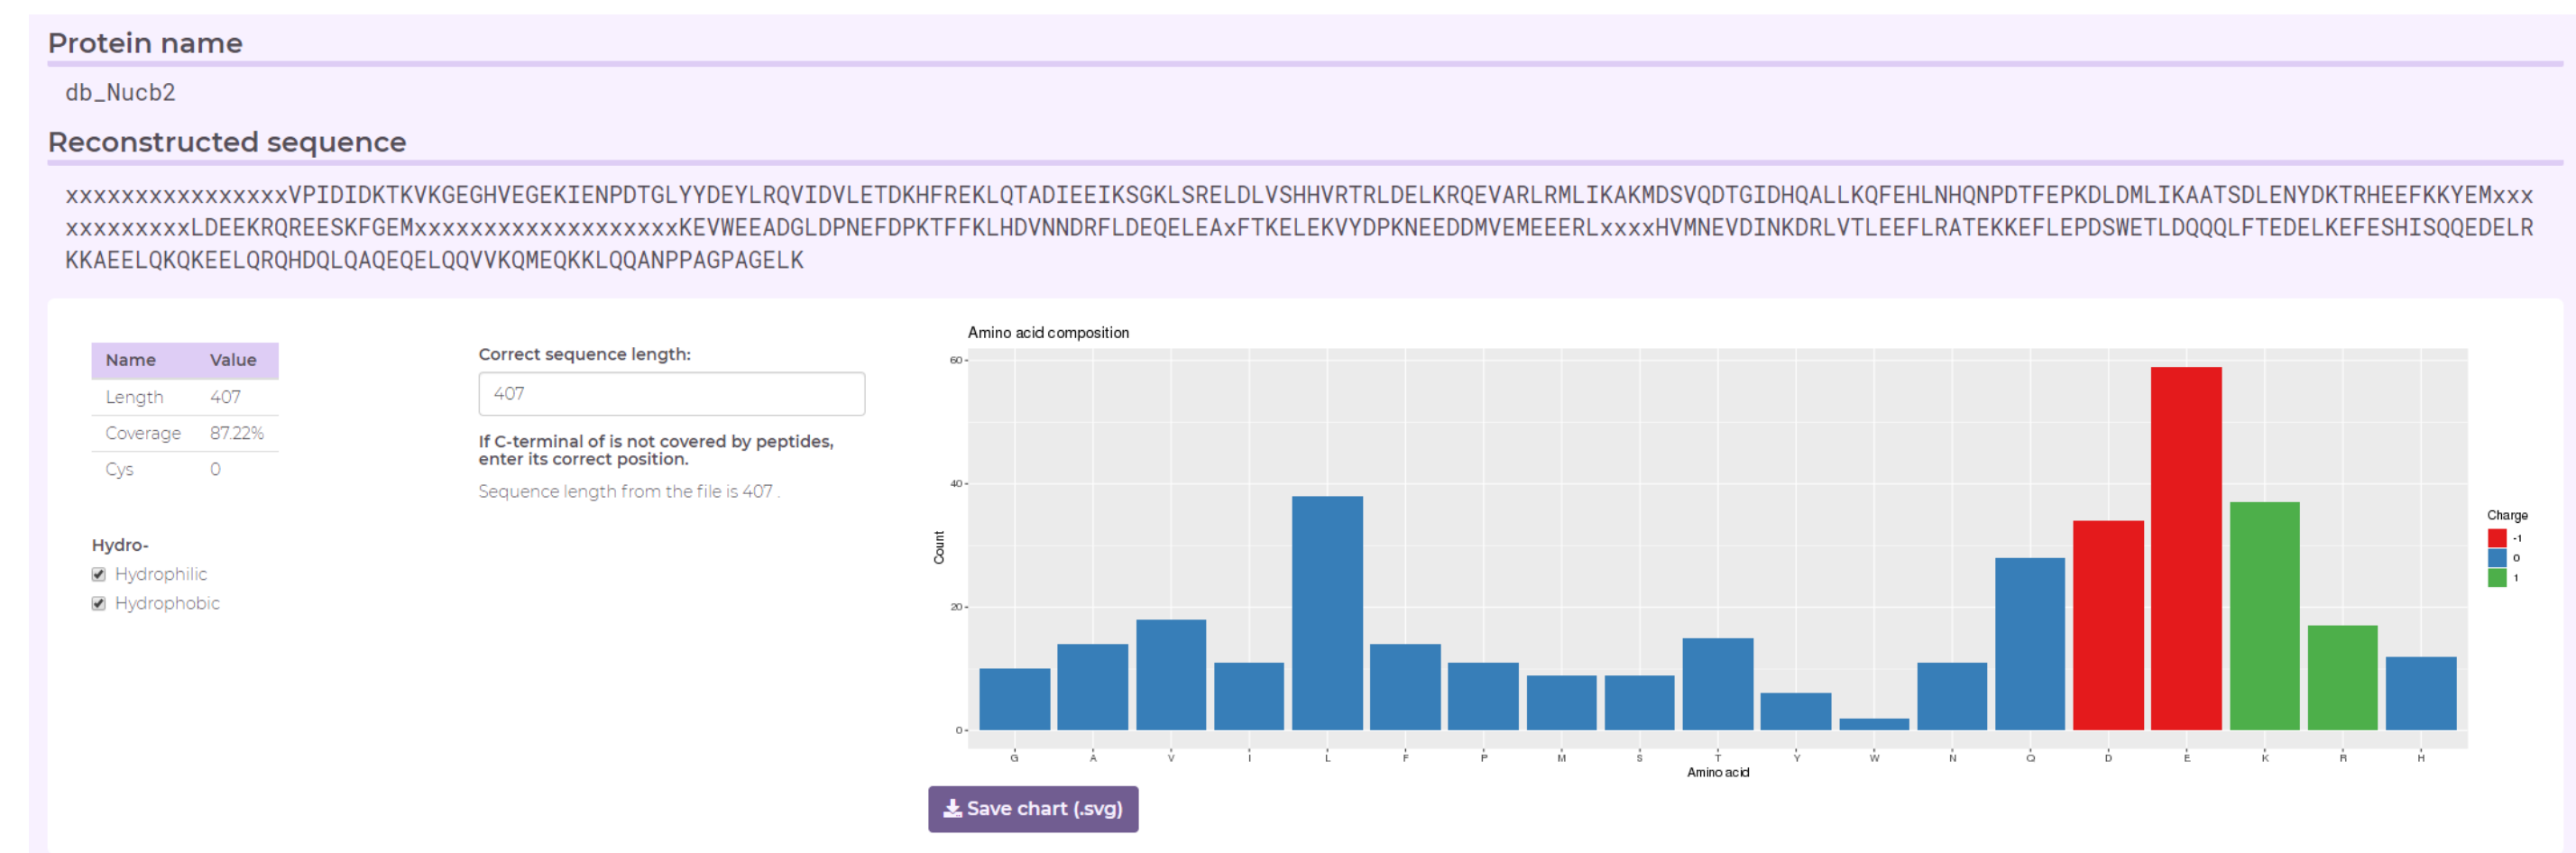 Protein name
db_Nucb2
Reconstructed sequence
xxxxxxxxxxxxxxxxVPIDIDKTKVKGEGHVEGEKIENPDTGLYYDEYLRQVIDVLETDKHFREKLQTADIEEIKSGKLSRELDLVSHHVRTRLDELKRQEVARLRMLIKAKMDSVQDTGIDHQALLKQFEHLNHQNPDTFEPKDLDMLIKAATSDLENYDKTRHEEFKKYEMxxx
xxxxxxxxxLDEEKRQREESKFGEMxxxxxxxxxxxxxxxxxxxKEVWEEADGLDPNEFDPKTFFKLHDVNNDRFLDEQELEAxFTKELEKVYDPKNEEDDMVEMEEERLxxxxHVMNEVDINKDRLVTLEEFLRATEKKEFLEPDSWETLDQQQLFTEDELKEFESHISQQEDELR
KKAEELQKQKEELQRQHDQLQAQEQELQQVVKQMEQKKLQQANPPAGPAGELK
Name Value
Length 407
Coverage 87.22%
Cys 0
Hydro-
Hydrophilic
Hydrophobic
Correct sequence length:
407
If C-terminal of is not covered by peptides,
enter its correct position.
Sequence length from the file is 407 .
Amino acid composition
60
40
20
0
Count
G A V I L F P M S T Y W N Q D E K R H
Amino acid
Charge
-1
0
1
Save chart (.svg)